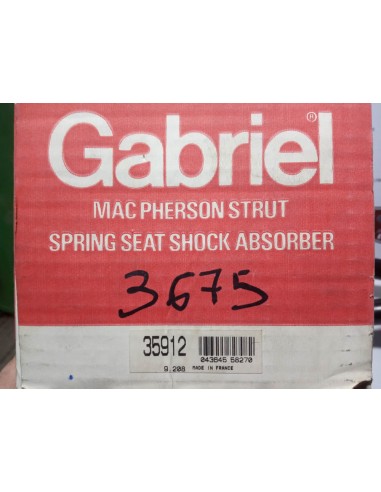 Gabriel®
MAC PHERSON STRUT
SPRING SEAT SHOCK ABSORBER
3675
35912
043645 58270
9.208 MADE IN FRANCE